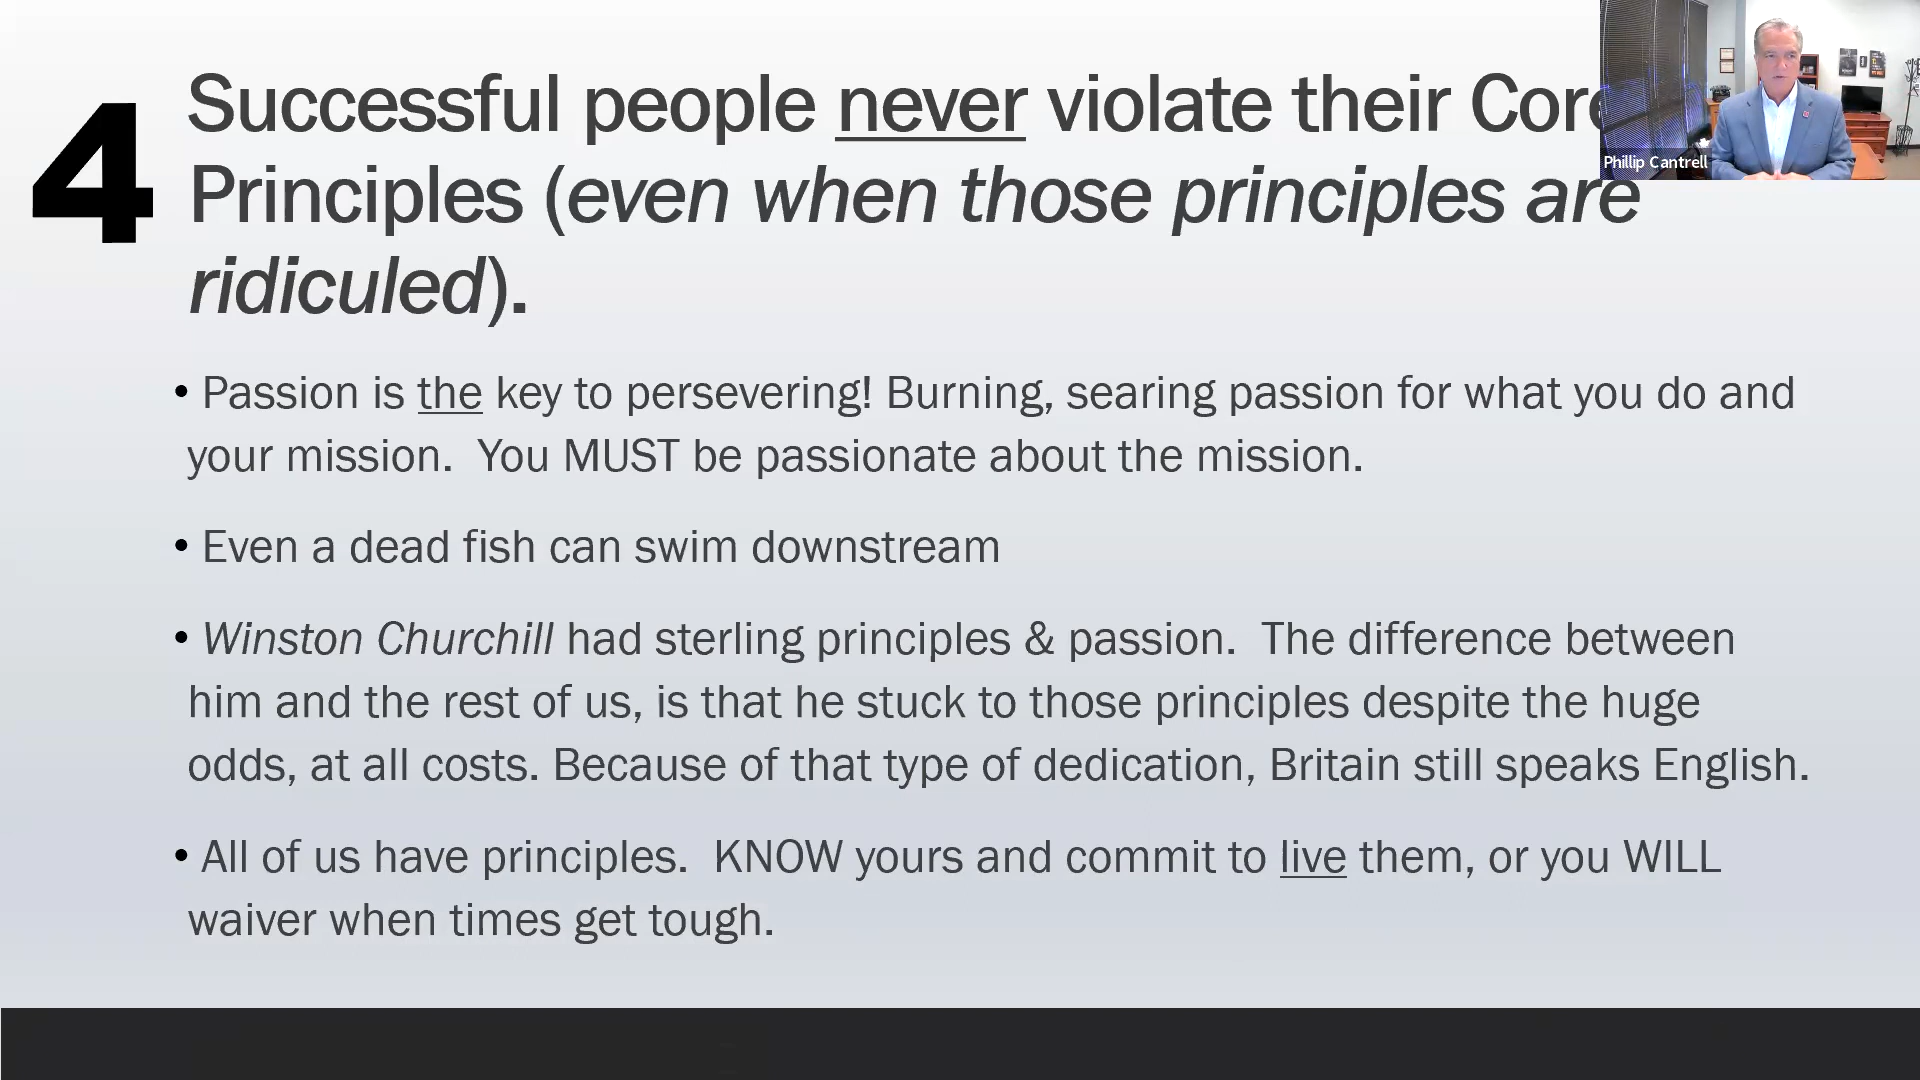 4
Successful people never violate their Core
Principles (even when those principles are
ridiculed).
Phillip Cantrell
• Passion is the key to persevering! Burning, searing passion for what you do and
your mission.  You MUST be passionate about the mission.
• Even a dead fish can swim downstream
• Winston Churchill had sterling principles & passion.  The difference between
him and the rest of us, is that he stuck to those principles despite the huge
odds, at all costs. Because of that type of dedication, Britain still speaks English.
• All of us have principles.  KNOW yours and commit to live them, or you WILL
waiver when times get tough.